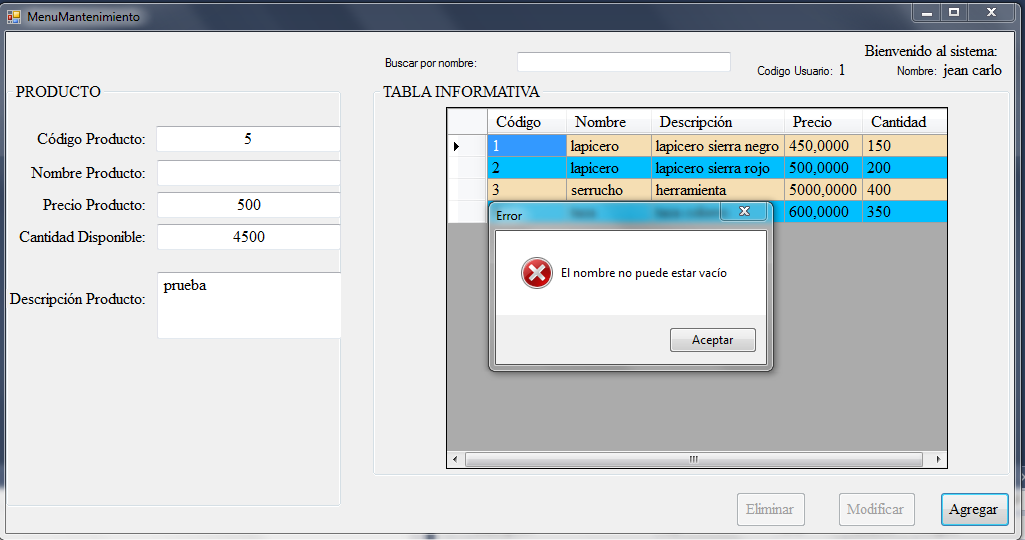 MenuMantenimiento
Buscar por nombre:
Bienvenido al sistema:
Codigo Usuario: 1 Nombre: jean carlo
PRODUCTO
Código Producto: 5
Nombre Producto:
Precio Producto: 500
Cantidad Disponible: 4500
Descripción Producto: prueba
TABLA INFORMATIVA
Código Nombre Descripción Precio Cantidad
1 lapicero lapicero sierra negro 450,0000 150
2 lapicero lapicero sierra rojo 500,0000 200
3 serrucho herramienta 5000,0000 400
600,0000 350
Error
El nombre no puede estar vacío
Aceptar
Eliminar Modificar Agregar